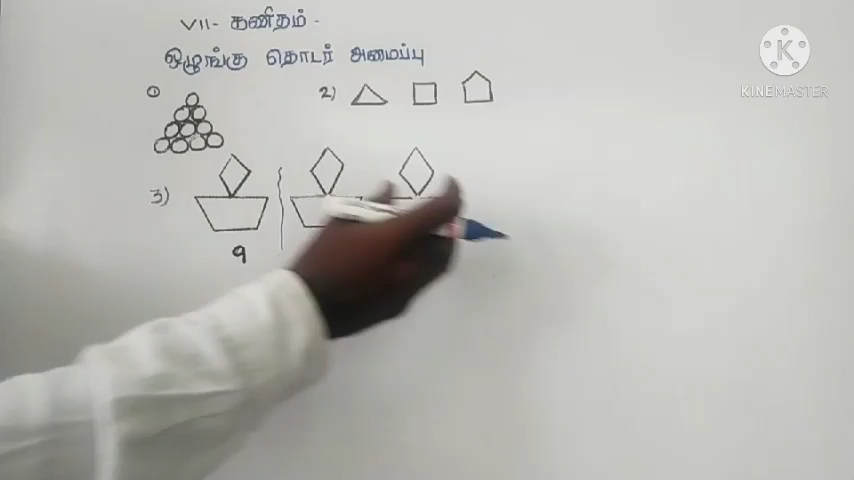 VII- கணிதம் -
ஒழுங்கு தொடர் அமைப்பு
1
2)
3)
9
K
KINEMASTER